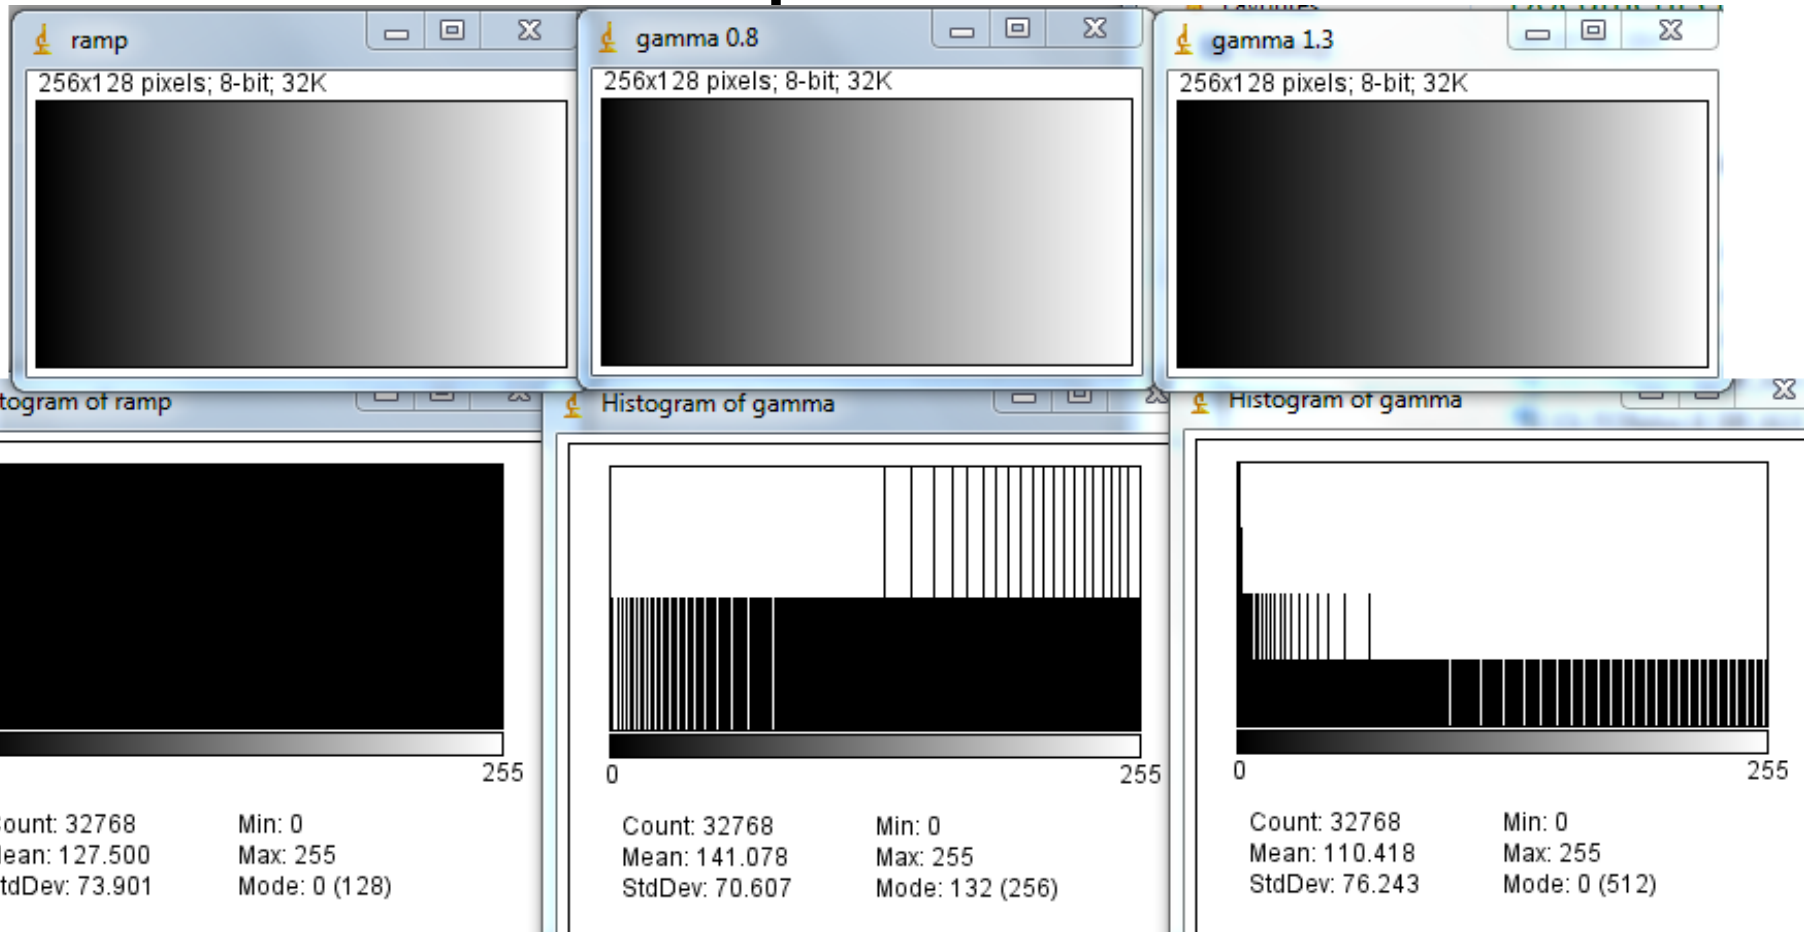 ramp
256x128 pixels; 8-bit; 32K
gamma 0.8
256x128 pixels; 8-bit; 32K
gamma 1.3
256x128 pixels; 8-bit; 32K
togram of ramp
255
ount: 32768 Min: 0
ean: 127.500 Max: 255
tdDev: 73.901 Mode: 0 (128)
Histogram of gamma
0 255
Count: 32768 Min: 0
Mean: 141.078 Max: 255
StdDev: 70.607 Mode: 132 (256)
Histogram of gamma
0 255
Count: 32768 Min: 0
Mean: 110.418 Max: 255
StdDev: 76.243 Mode: 0 (512)